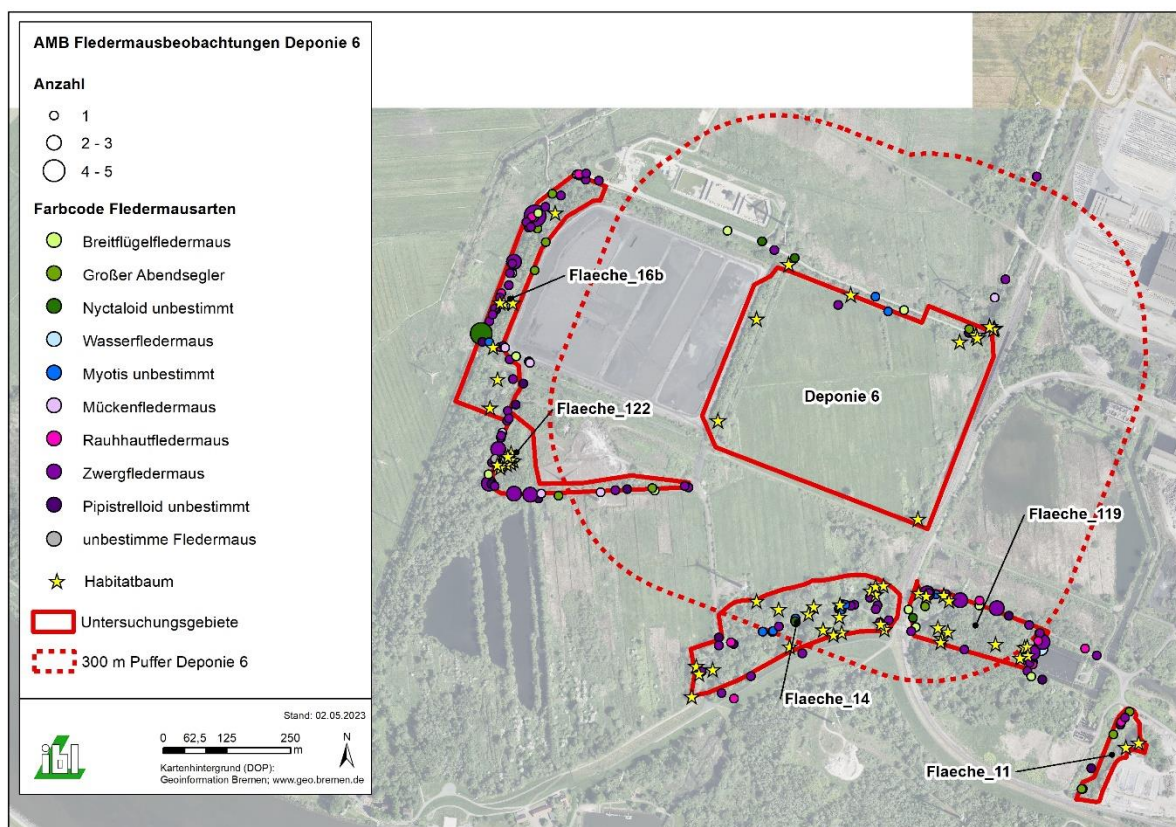 AMB Fledermausbeobachtungen Deponie 6
Anzahl
1
2 - 3
4 - 5
Farbcode Fledermausarten
Breitflügelfledermaus
Großer Abendsegler
Nyctaloid unbestimmt
Wasserfledermaus
Myotis unbestimmt
Mückenfledermaus
Rauhhautfledermaus
Zwergfledermaus
Pipistrelloid unbestimmt
unbestimme Fledermaus
Habitatbaum
Untersuchungsgebiete
300 m Puffer Deponie 6
Stand: 02.05.2023
ibl
0 62,5 125 250
m
N
Kartenhintergrund (DOP):
Geoinformation Bremen; www.geo.bremen.de
Flaeche_16b
Flaeche_122
Deponie 6
Flaeche_119
Flaeche_14
Flaeche_11